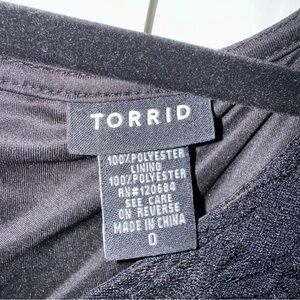 TORRID
100%POLYESTER
LINING
100%POLYESTER
RN#120684
SEE CARE
ON REVERSE
MADE IN CHINA
0